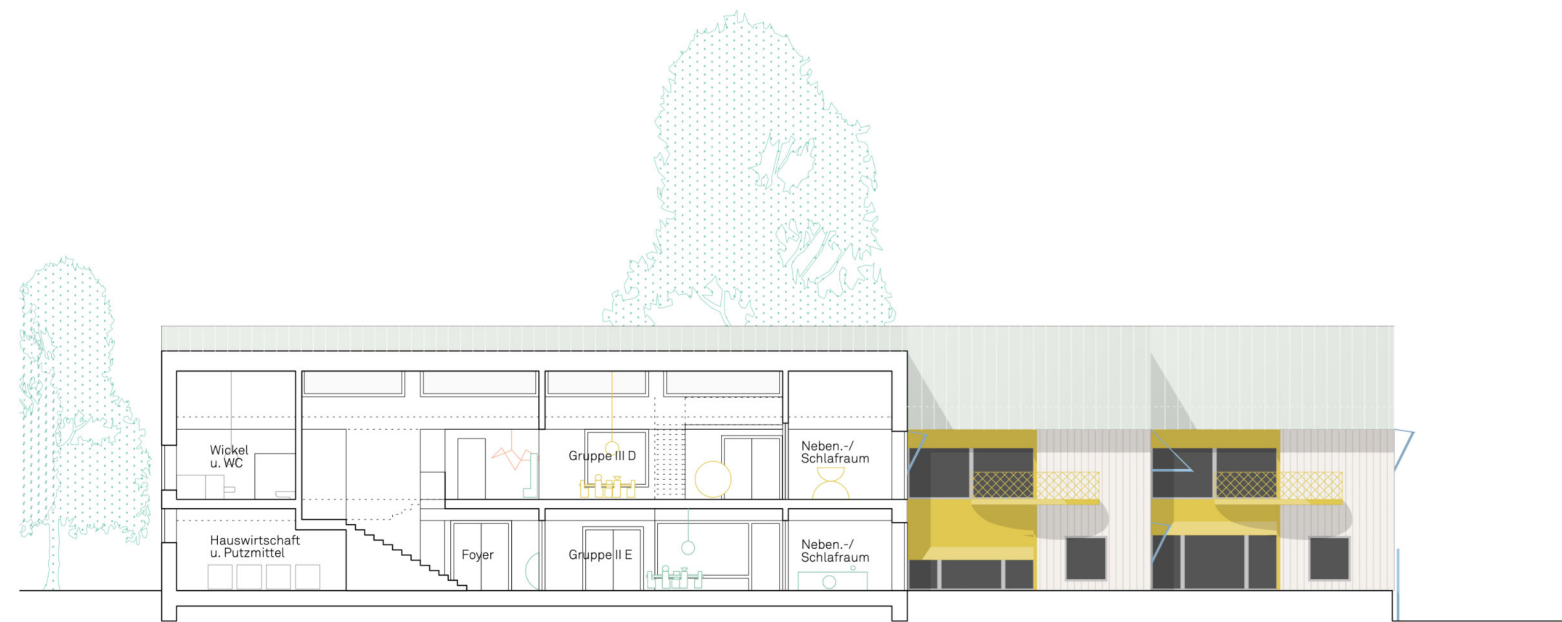 Wickel
u. WC
Gruppe III D
Neben.-/
Schlafraum
Hauswirtschaft
u. Putzmittel
Foyer
Gruppe II E
Neben.-/
Schlafraum